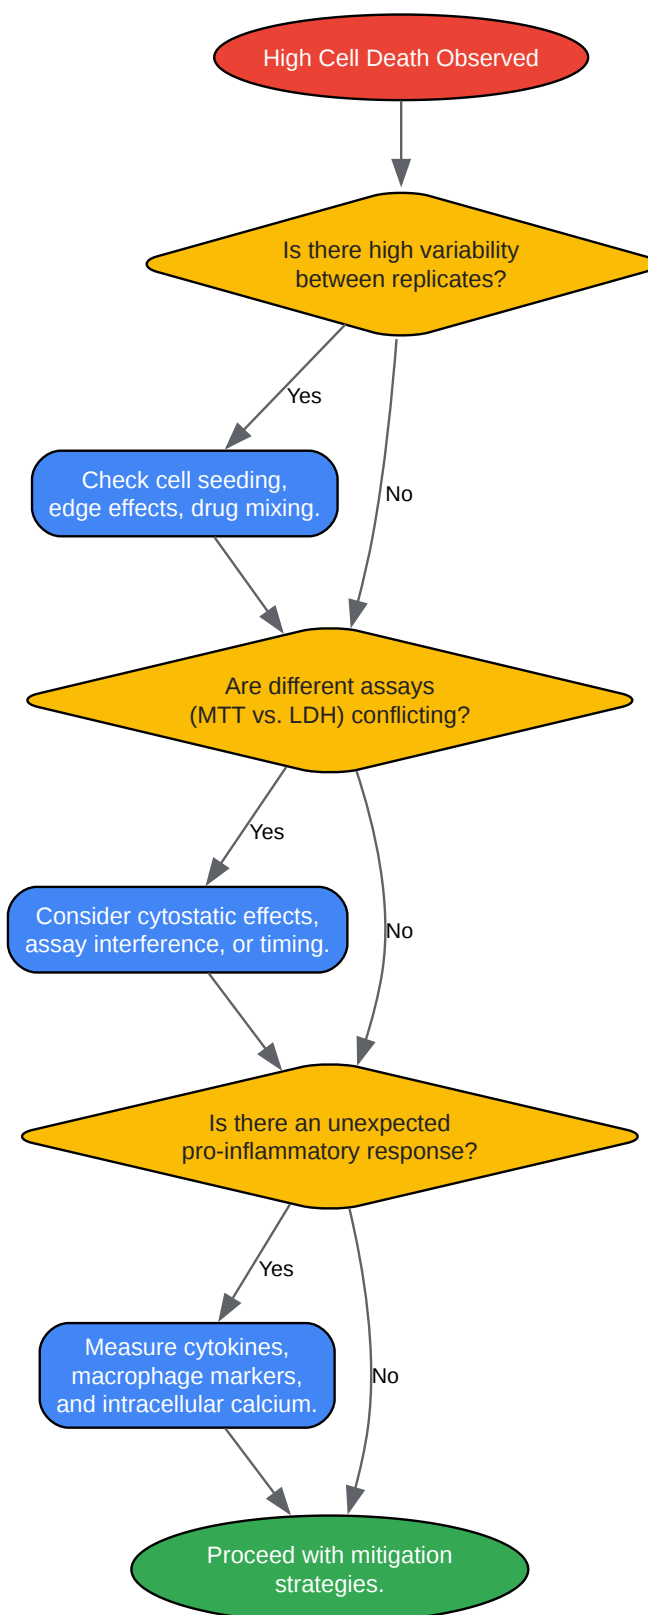 High Cell Death Observed
Is there high variability
between replicates?
Yes
Check cell seeding,
edge effects, drug mixing.
No
Are different assays
(MTT vs. LDH) conflicting?
Yes
Consider cytostatic effects,
assay interference, or timing.
No
Is there an unexpected
pro-inflammatory response?
Yes
Measure cytokines,
macrophage markers,
and intracellular calcium.
No
Proceed with mitigation
strategies.